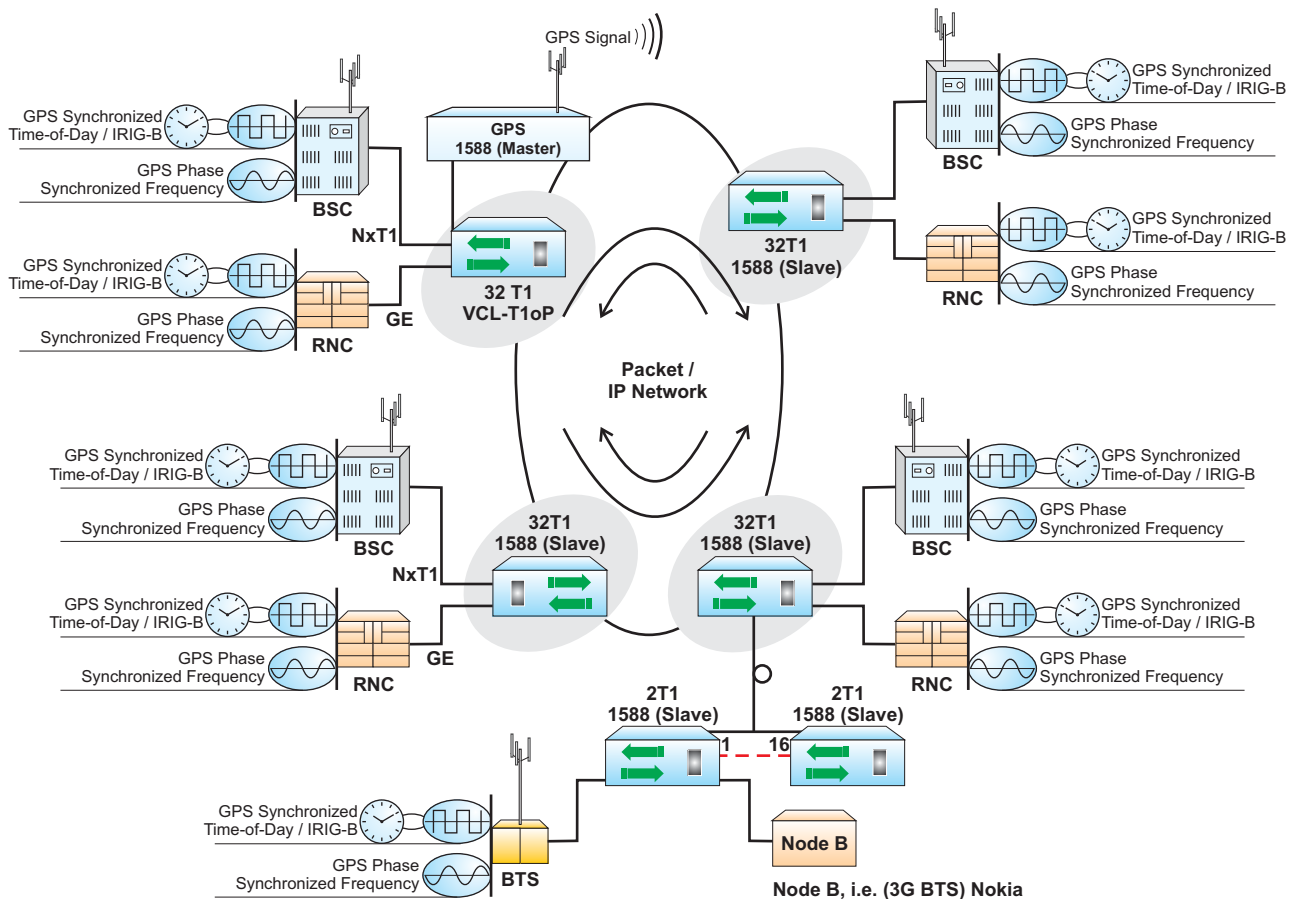 GPS Signal
GPS Synchronized
Time-of-Day / IRIG-B
GPS Phase
Synchronized Frequency
BSC
GPS
1588 (Master)
BSC
GPS Synchronized
Time-of-Day / IRIG-B
GPS Phase
Synchronized Frequency
NxT1
32 T1
VCL-T1oP
32T1
1588 (Slave)
GPS Synchronized
Time-of-Day / IRIG-B
GPS Phase
Synchronized Frequency
RNC
GE
RNC
GPS Synchronized
Time-of-Day / IRIG-B
GPS Phase
Synchronized Frequency
Packet /
IP Network
GPS Synchronized
Time-of-Day / IRIG-B
GPS Phase
Synchronized Frequency
BSC
NxT1
32T1
1588 (Slave)
32T1
1588 (Slave)
BSC
GPS Synchronized
Time-of-Day / IRIG-B
GPS Phase
Synchronized Frequency
GPS Synchronized
Time-of-Day / IRIG-B
GPS Phase
Synchronized Frequency
RNC
GE
RNC
GPS Synchronized
Time-of-Day / IRIG-B
GPS Phase
Synchronized Frequency
2T1
1588 (Slave)
2T1
1588 (Slave)
1
16
GPS Synchronized
Time-of-Day / IRIG-B
GPS Phase
Synchronized Frequency
BTS
Node B
Node B, i.e. (3G BTS) Nokia